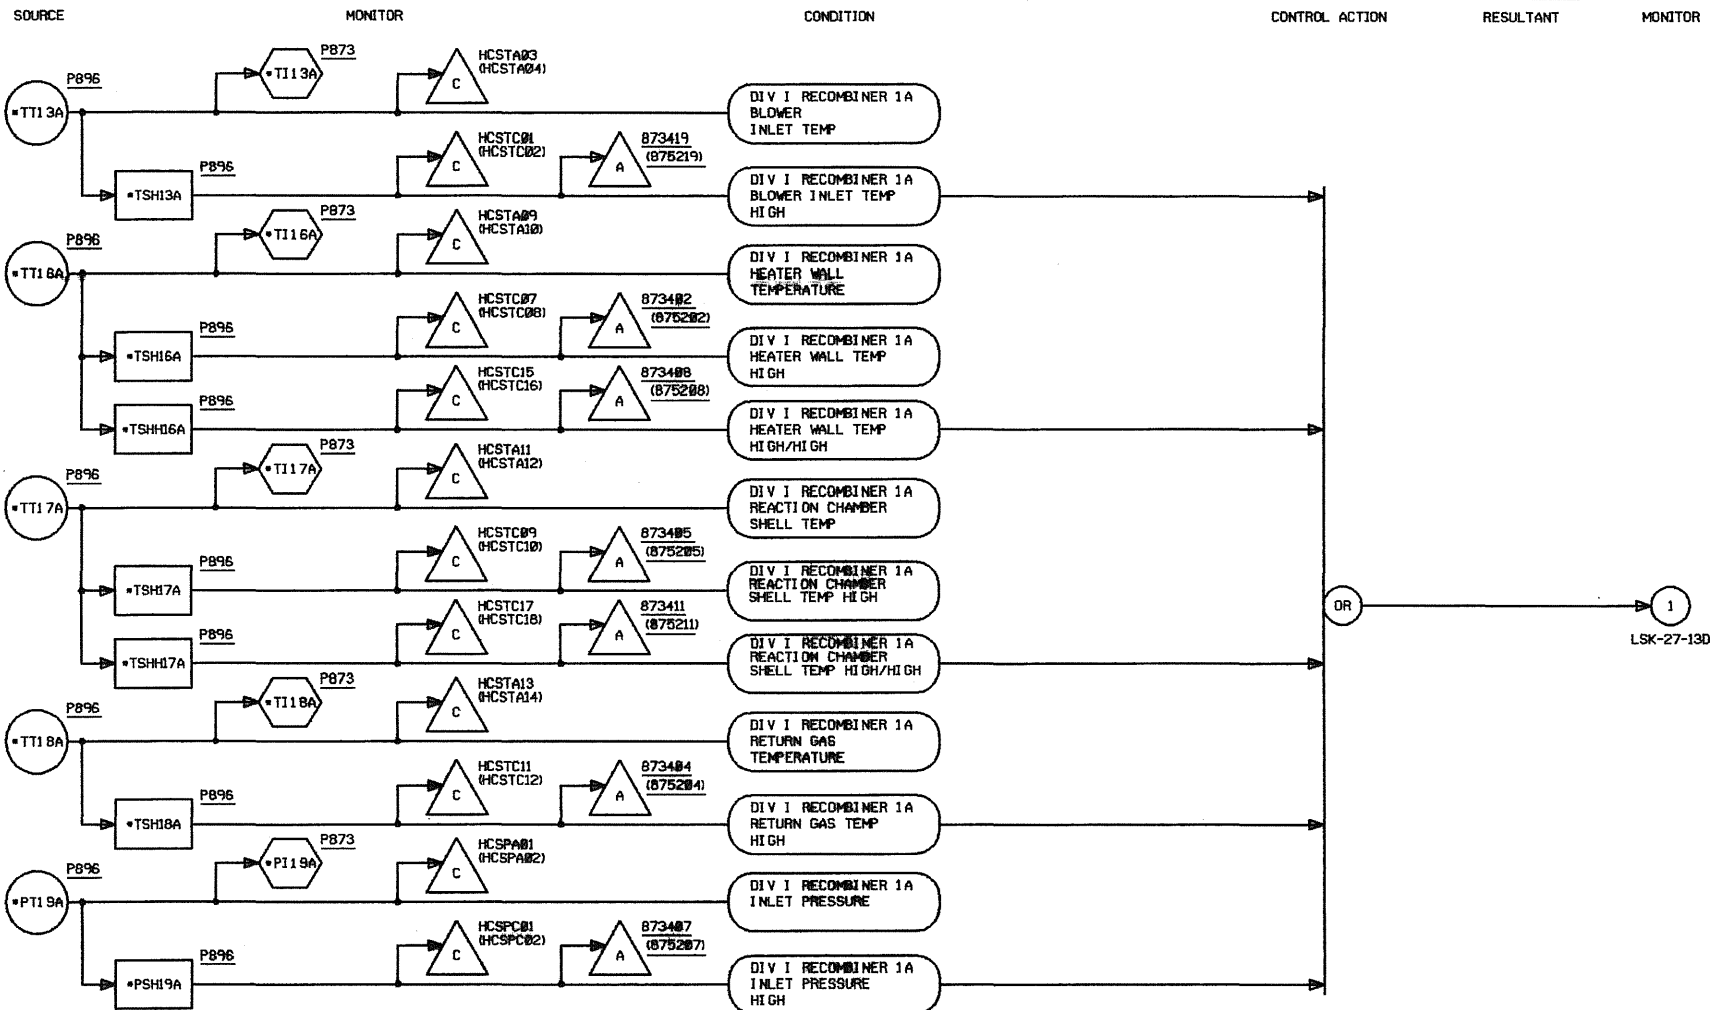 SOURCE MONITOR CONDITION CONTROL ACTION RESULTANT MONITOR
P896
*TT13A
*TI13A
P873
C
HCSTA03
(HCSTA04)
DIV I RECOMBINER 1A
BLOWER
INLET TEMP
*TSH13A
P896
C
HCSTC01
(HCSTC02)
A
873419
(875219)
DIV I RECOMBINER 1A
BLOWER INLET TEMP
HIGH
P896
*TT16A
*TI16A
P873
C
HCSTA09
(HCSTA10)
DIV I RECOMBINER 1A
HEATER WALL
TEMPERATURE
*TSH16A
P896
C
HCSTC07
(HCSTC08)
A
873402
(875202)
DIV I RECOMBINER 1A
HEATER WALL TEMP
HIGH
*TSHH16A
P896
C
HCSTC15
(HCSTC16)
A
873408
(875208)
DIV I RECOMBINER 1A
HEATER WALL TEMP
HIGH/HIGH
P896
*TT17A
*TI17A
P873
C
HCSTA11
(HCSTA12)
DIV I RECOMBINER 1A
REACTION CHAMBER
SHELL TEMP
*TSH17A
P896
C
HCSTC09
(HCSTC10)
A
873405
(875205)
DIV I RECOMBINER 1A
REACTION CHAMBER
SHELL TEMP HIGH
*TSHH17A
P896
C
HCSTC17
(HCSTC18)
A
873411
(875211)
DIV I RECOMBINER 1A
REACTION CHAMBER
SHELL TEMP HIGH/HIGH
OR
1
LSK-27-13D
P896
*TT18A
*TI18A
P873
C
HCSTA13
(HCSTA14)
DIV I RECOMBINER 1A
RETURN GAS
TEMPERATURE
*TSH18A
P896
C
HCSTC11
(HCSTC12)
A
873404
(875204)
DIV I RECOMBINER 1A
RETURN GAS TEMP
HIGH
P896
*PT19A
*PI19A
P873
C
HCSPA01
(HCSPA02)
DIV I RECOMBINER 1A
INLET PRESSURE
*PSH19A
P896
C
HCSPC01
(HCSPC02)
A
873407
(875207)
DIV I RECOMBINER 1A
INLET PRESSURE
HIGH